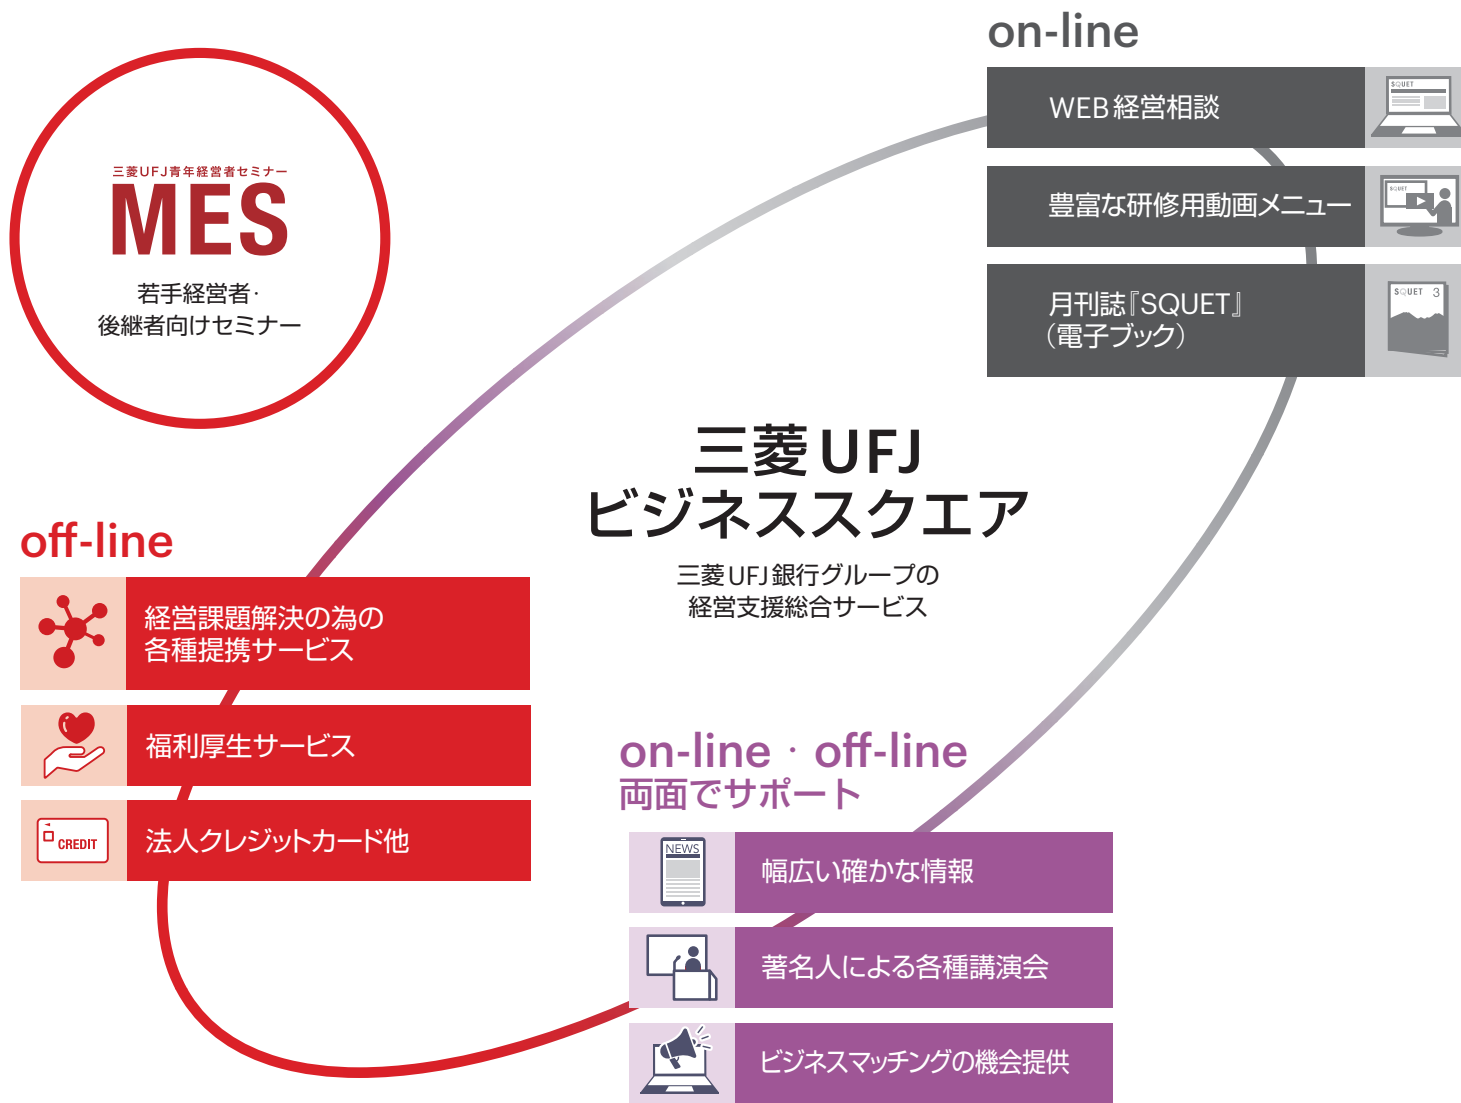 三菱UFJ青年経営者セミナー
MES
若手経営者・
後継者向けセミナー
on-line
WEB経営相談
SQUET
豊富な研修用動画メニュー
SQUET
月刊誌『SQUET』
（電子ブック）
SQUET 3
三菱UFJ
ビジネススクエア
三菱UFJ銀行グループの
経営支援総合サービス
off-line
経営課題解決の為の
各種提携サービス
福利厚生サービス
CREDIT
法人クレジットカード他
on-line・off-line
両面でサポート
NEWS
幅広い確かな情報
著名人による各種講演会
ビジネスマッチングの機会提供